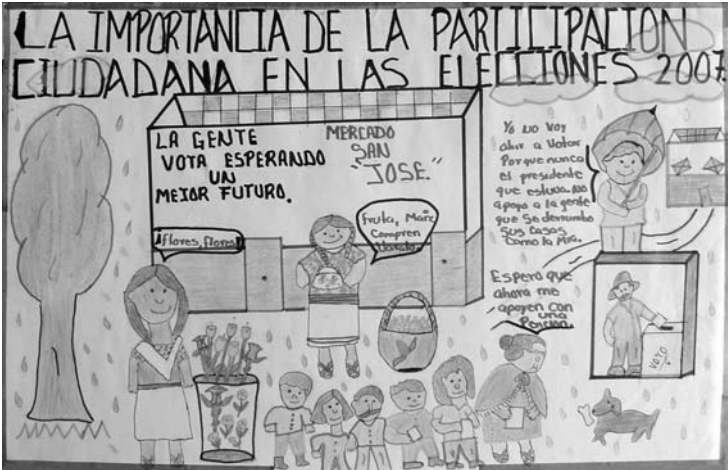 LA IMPORTANCIA DE LA PARTICIPACION
CIUDADANA EN LAS ELECCIONES 2007
LA GENTE
VOTA ESPERANDO
UN
MEJOR FUTURO.
MERCADO
SAN
"JOSE."
Yo no voy
a votar
Porque nunca
el presidente
que estuvo no
apoyo a la gente
que se derrumbo
sus casas
como la mia.
¡flores, flores!
Fruta, Maiz
Compren
Espero que
ahora me
apoyen con
una
Pencion.
VOTO